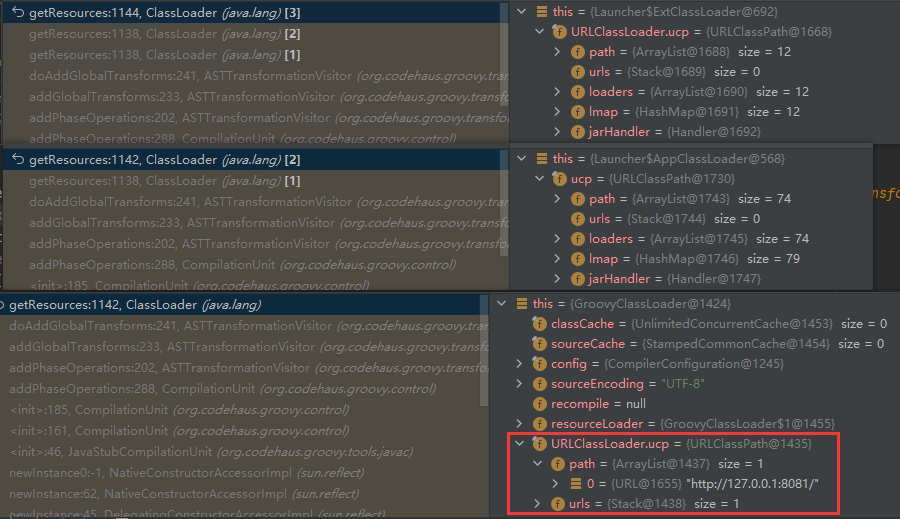 getResources:1144, ClassLoader (java.lang) [3]
getResources:1138, ClassLoader (java.lang) [2]
getResources:1138, ClassLoader (java.lang) [1]
doAddGlobalTransforms:241, ASTTransformationVisitor (org.codehaus.groovy.tran
addGlobalTransforms:233, ASTTransformationVisitor (org.codehaus.groovy.transfo
addPhaseOperations:202, ASTTransformationVisitor (org.codehaus.groovy.transfor
addPhaseOperations:288, CompilationUnit (org.codehaus.groovy.control)
this = {Launcher$ExtClassLoader@692}
URLClassLoader.ucp = {URLClassPath@1668}
path = {ArrayList@1688} size = 12
urls = {Stack@1689} size = 0
loaders = {ArrayList@1690} size = 12
lmap = {HashMap@1691} size = 12
jarHandler = {Handler@1692}
getResources:1142, ClassLoader (java.lang) [2]
getResources:1138, ClassLoader (java.lang) [1]
doAddGlobalTransforms:241, ASTTransformationVisitor (org.codehaus.groovy.tran
addGlobalTransforms:233, ASTTransformationVisitor (org.codehaus.groovy.transfo
addPhaseOperations:202, ASTTransformationVisitor (org.codehaus.groovy.transfor
addPhaseOperations:288, CompilationUnit (org.codehaus.groovy.control)
<init>:185, CompilationUnit (org.codehaus.groovy.control)
this = {Launcher$AppClassLoader@568}
ucp = {URLClassPath@1730}
path = {ArrayList@1743} size = 74
urls = {Stack@1744} size = 0
loaders = {ArrayList@1745} size = 74
lmap = {HashMap@1746} size = 79
jarHandler = {Handler@1747}
ansfor
getResources:1142, ClassLoader (java.lang)
doAddGlobalTransforms:241, ASTTransformationVisitor (org.codehaus.groovy.tran
addGlobalTransforms:233, ASTTransformationVisitor (org.codehaus.groovy.transfo
addPhaseOperations:202, ASTTransformationVisitor (org.codehaus.groovy.transfor
addPhaseOperations:288, CompilationUnit (org.codehaus.groovy.control)
<init>:185, CompilationUnit (org.codehaus.groovy.control)
<init>:161, CompilationUnit (org.codehaus.groovy.control)
<init>:46, JavaStubCompilationUnit (org.codehaus.groovy.tools.javac)
newInstance0:-1, NativeConstructorAccessorImpl (sun.reflect)
newInstance:62, NativeConstructorAccessorImpl (sun.reflect)
newInstance:45, DelegatingConstructorAccessorImpl (sun.reflect)
this = {GroovyClassLoader@1424}
classCache = {UnlimitedConcurrentCache@1453} size = 0
sourceCache = {StampedCommonCache@1454} size = 0
config = {CompilerConfiguration@1245}
sourceEncoding = "UTF-8"
recompile = null
resourceLoader = {GroovyClassLoader$1@1455}
URLClassLoader.ucp = {URLClassPath@1435}
path = {ArrayList@1437} size = 1
0 = {URL@1655} "http://127.0.0.1:8081/"
urls = {Stack@1438} size = 1